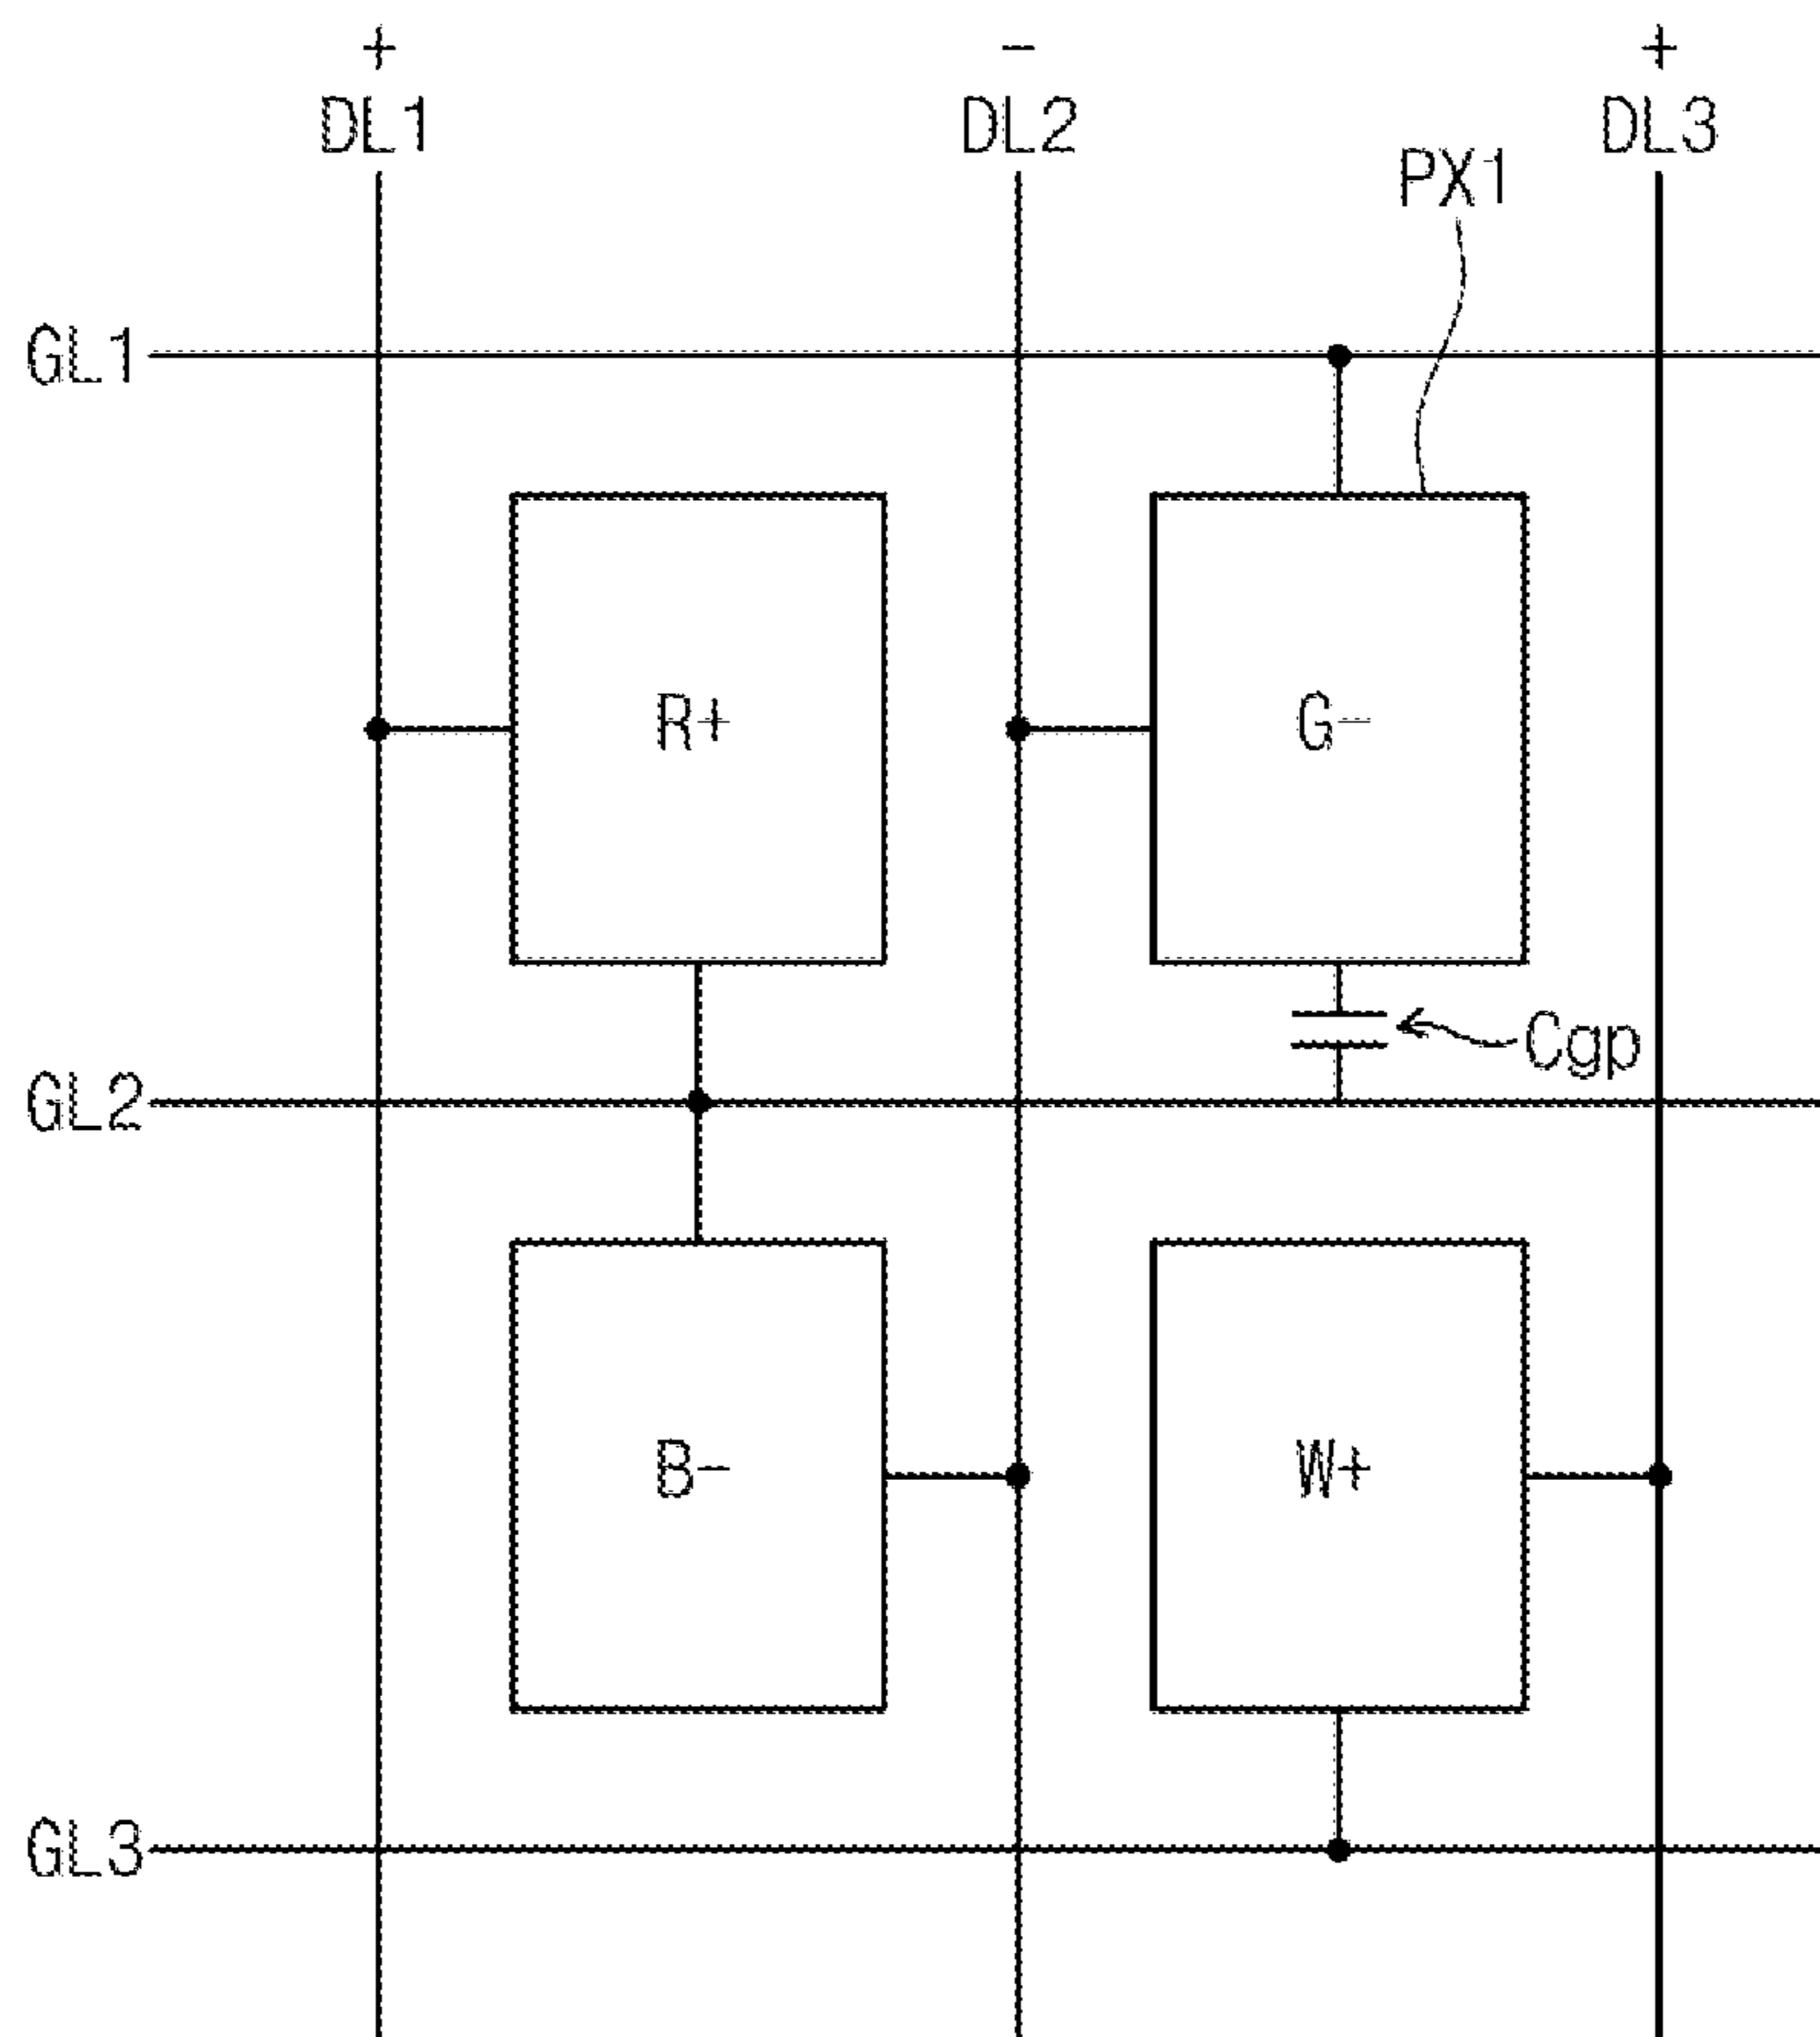 + - +
DL1 DL2 DL3
PX1
GL1
R+ G-
Cgp
GL2
B- W+
GL3